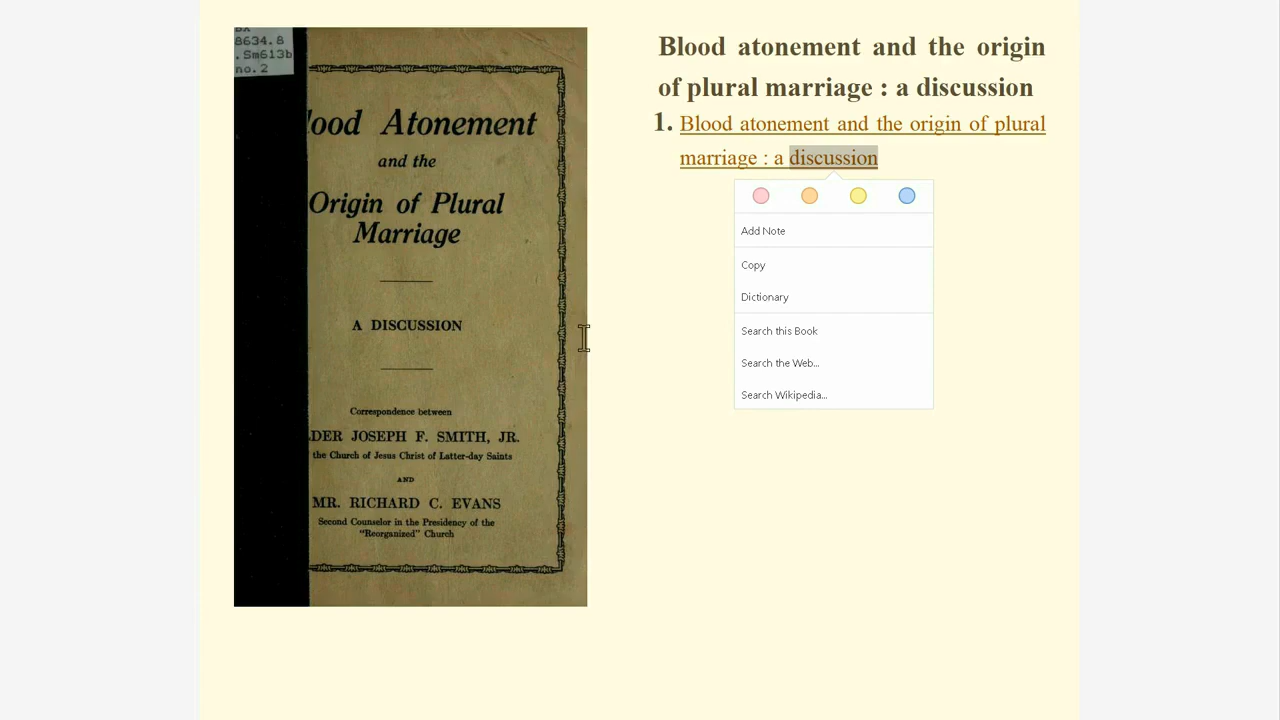 BX
8634.8
.Sm613b
no.2
lood Atonement
and the
Origin of Plural
Marriage
A DISCUSSION
Correspondence between
DER JOSEPH F. SMITH, JR.
the Church of Jesus Christ of Latter-day Saints
AND
MR. RICHARD C. EVANS
Second Counselor in the Presidency of the
"Reorganized" Church
Blood atonement and the origin
of plural marriage : a discussion
1. Blood atonement and the origin of plural
marriage : a discussion
Add Note
Copy
Dictionary
Search this Book
Search the Web...
Search Wikipedia...